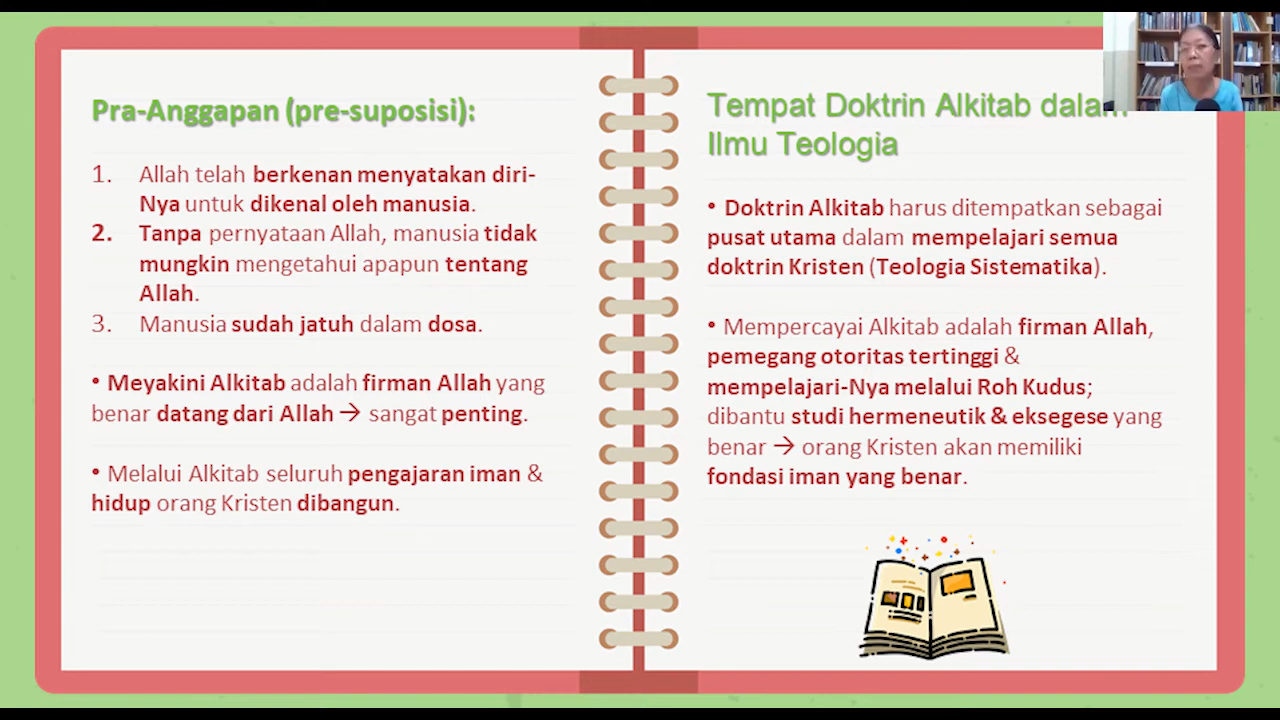 Pra-Anggapan (pre-suposisi):
1. Allah telah berkenan menyatakan diri-
Nya untuk dikenal oleh manusia.
2. Tanpa pernyataan Allah, manusia tidak
mungkin mengetahui apapun tentang
Allah.
3. Manusia sudah jatuh dalam dosa.
• Meyakini Alkitab adalah firman Allah yang
benar datang dari Allah → sangat penting.
• Melalui Alkitab seluruh pengajaran iman &
hidup orang Kristen dibangun.
Tempat Doktrin Alkitab dalam
Ilmu Teologia
• Doktrin Alkitab harus ditempatkan sebagai
pusat utama dalam mempelajari semua
doktrin Kristen (Teologia Sistematika).
• Mempercayai Alkitab adalah firman Allah,
pemegang otoritas tertinggi &
mempelajari-Nya melalui Roh Kudus;
dibantu studi hermeneutik & eksegese yang
benar → orang Kristen akan memiliki
fondasi iman yang benar.